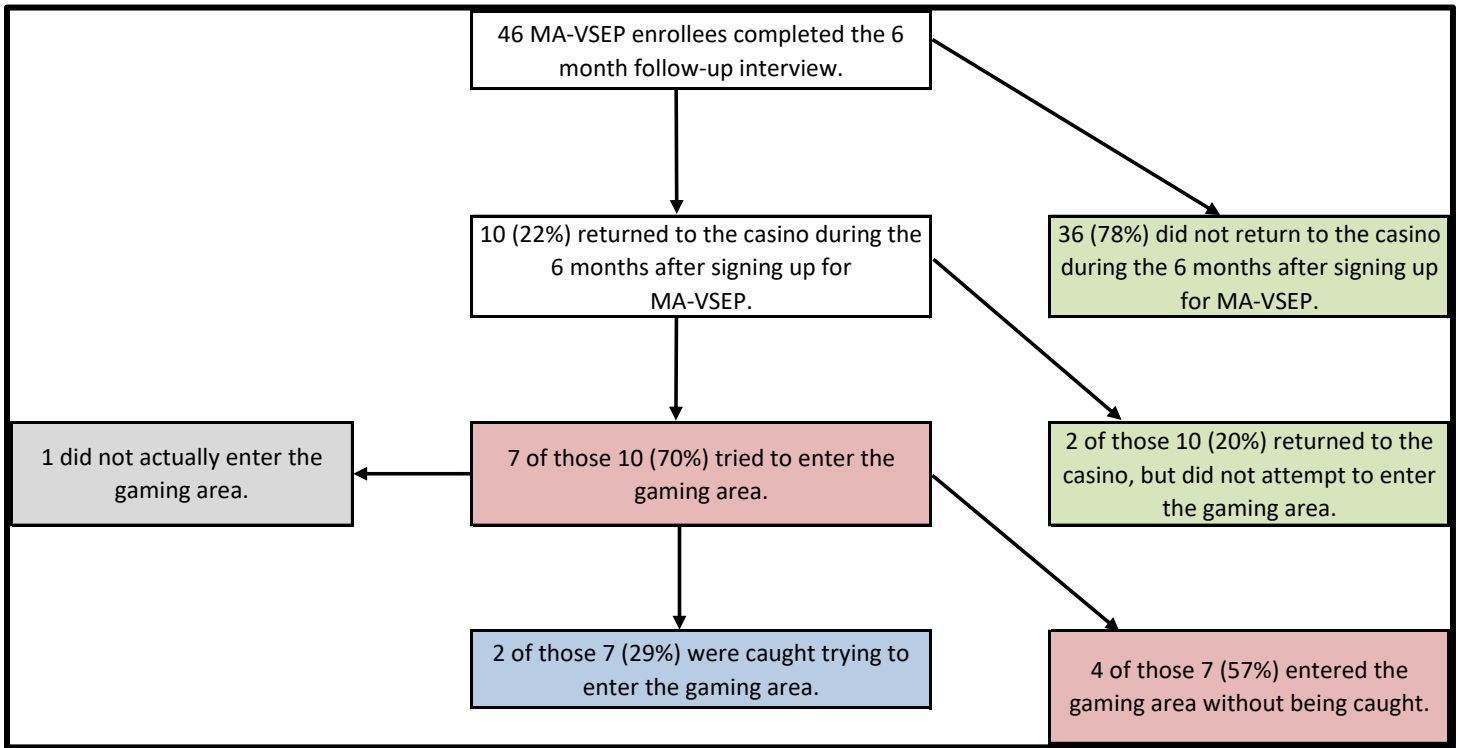 46 MA-VSEP enrollees completed the 6
month follow-up interview.
10 (22%) returned to the casino during the
6 months after signing up for
MA-VSEP.
36 (78%) did not return to the casino
during the 6 months after signing up
for MA-VSEP.
1 did not actually enter the
gaming area.
7 of those 10 (70%) tried to enter the
gaming area.
2 of those 10 (20%) returned to the
casino, but did not attempt to enter
the gaming area.
2 of those 7 (29%) were caught trying to
enter the gaming area.
4 of those 7 (57%) entered the
gaming area without being caught.